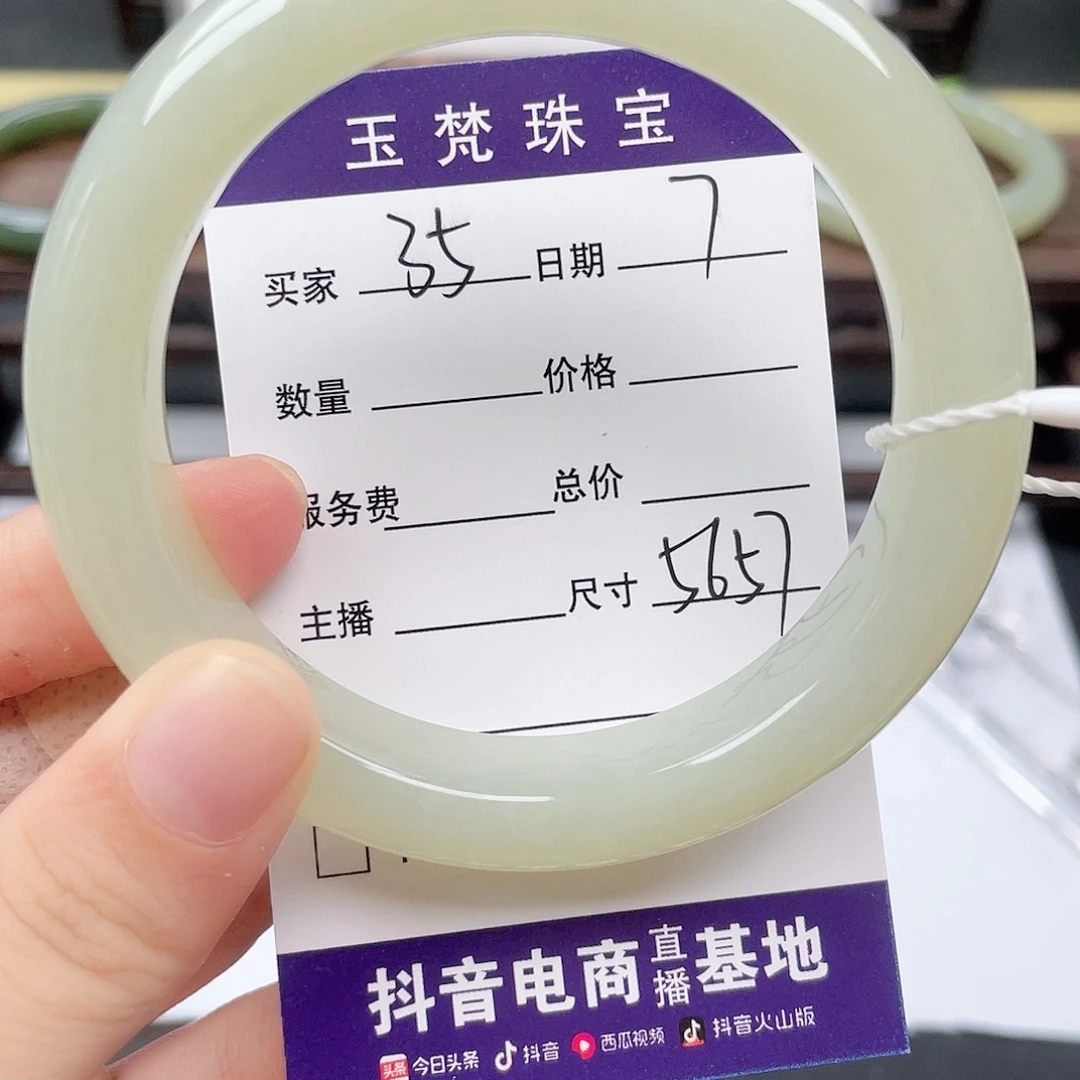 玉梵珠宝
买家 35 日期 7
数量 价格
服务费 总价
主播 尺寸 5657
抖音电商直播基地
头条 今日头条 抖音 西瓜视频 抖音火山版